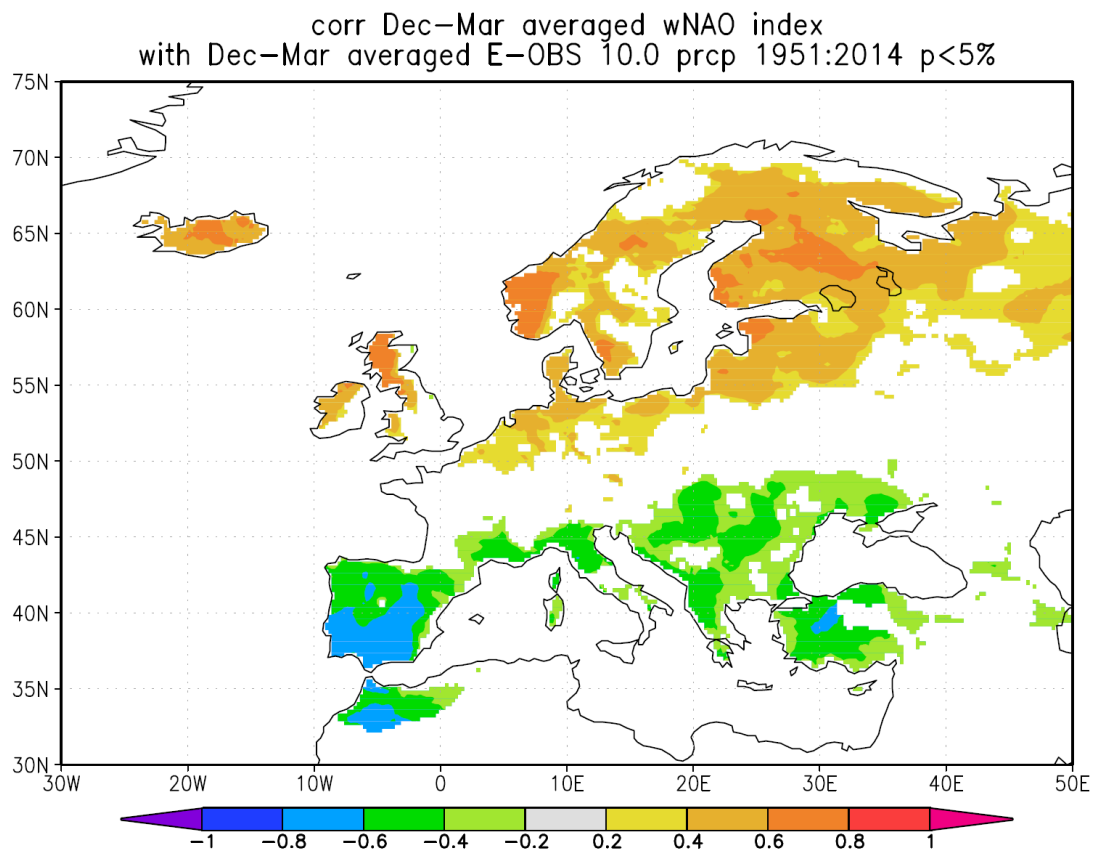 corr Dec-Mar averaged wNAO index
with Dec-Mar averaged E-OBS 10.0 prcp 1951:2014 p<5%
75N
70N
65N
60N
55N
50N
45N
40N
35N
30N
30W 20W 10W 0 10E 20E 30E 40E 50E
-1 -0.8 -0.6 -0.4 -0.2 0.2 0.4 0.6 0.8 1